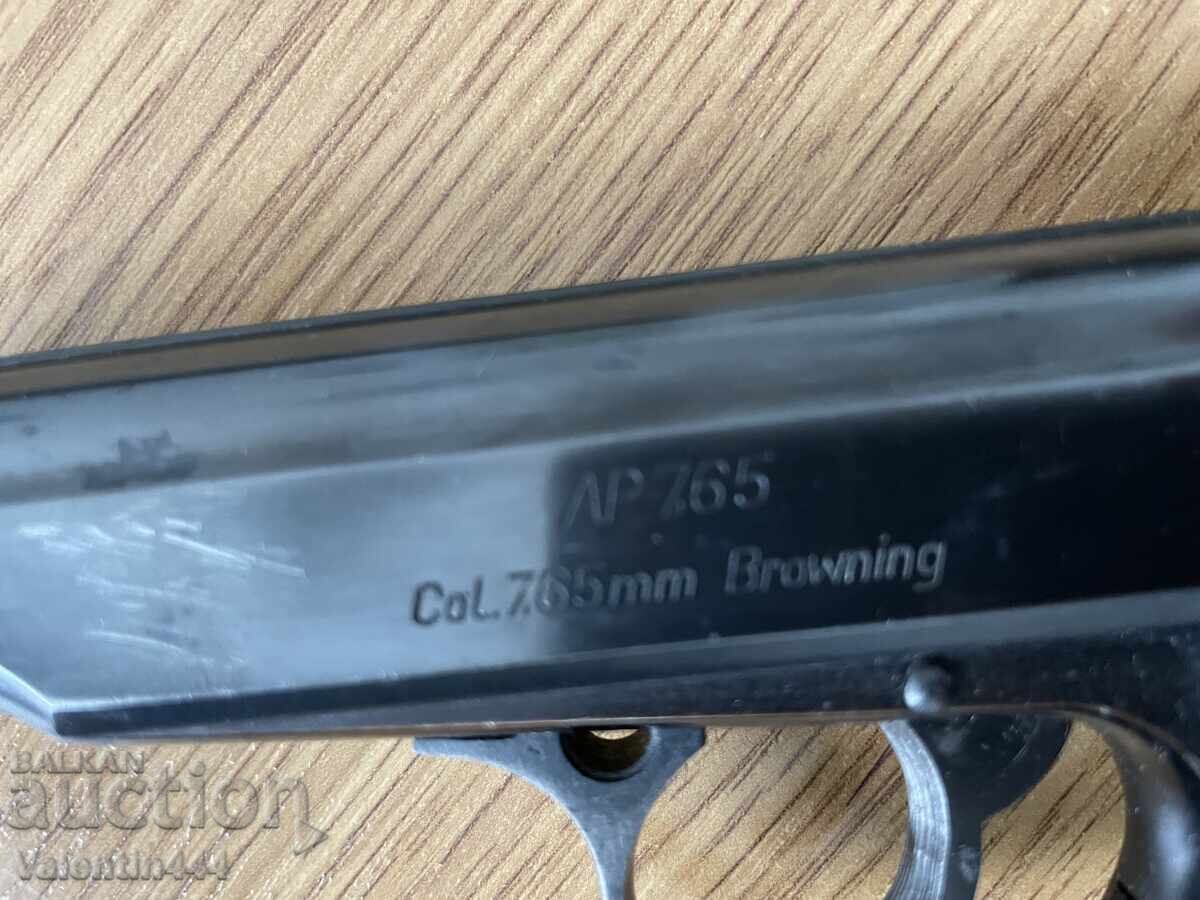 AP 7.65
Cal. 7.65mm Browning
BALKAN
auction
Valentin444